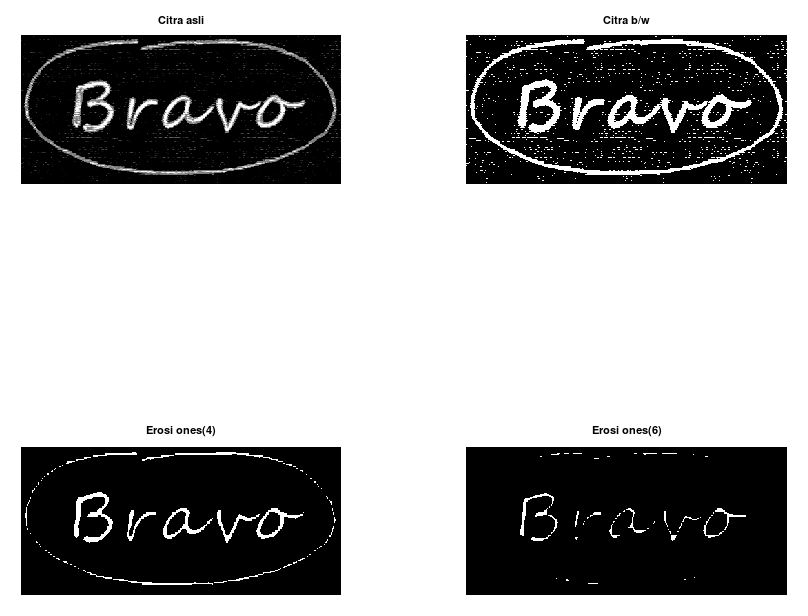 Citra asli
Bravo
Citra b/w
Bravo
Erosi ones(4)
Bravo
Erosi ones(6)
Bravo